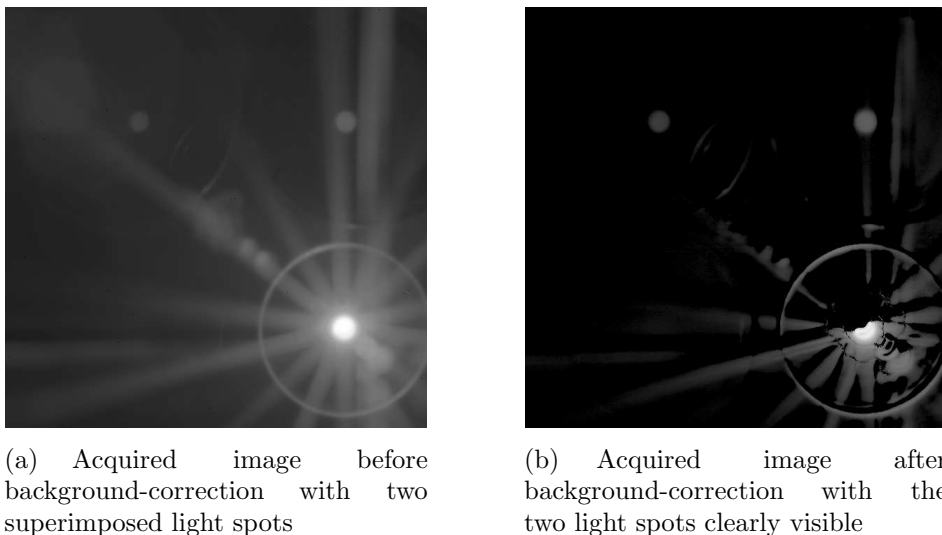 (a) Acquired image before
background-correction with two
superimposed light spots
(b) Acquired image after
background-correction with the
two light spots clearly visible